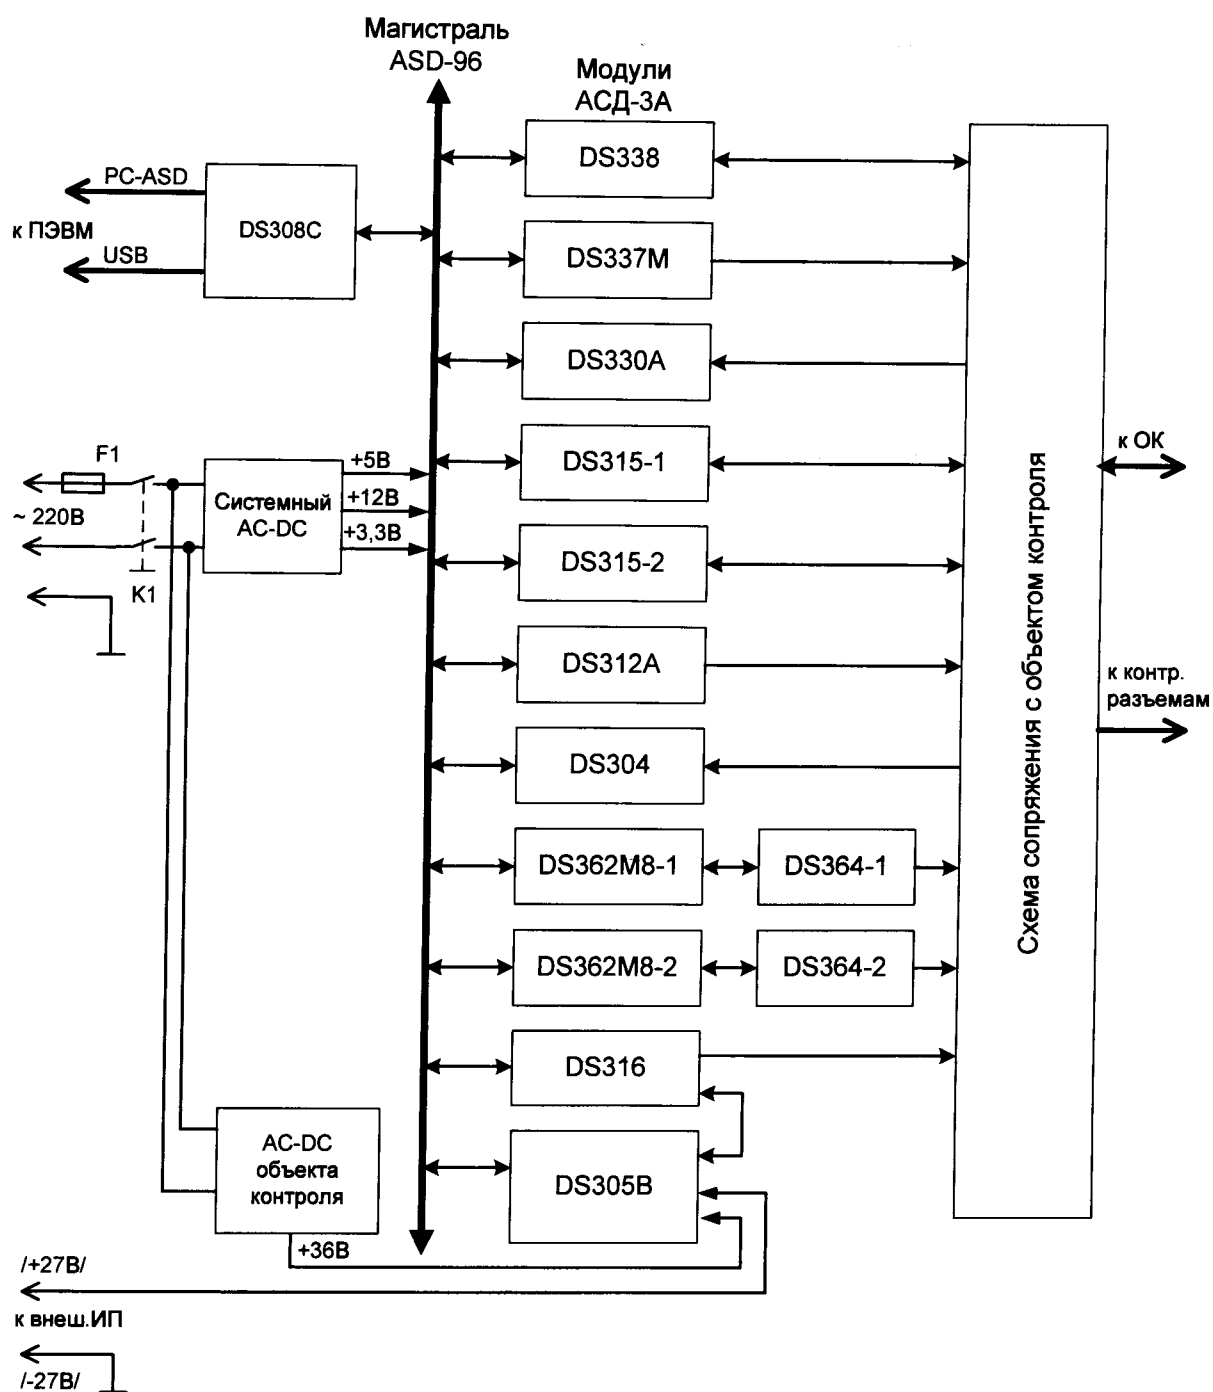 Магистраль
ASD-96
Модули
АСД-3А
DS338
PC-ASD
к ПЭВМ
USB
DS308C
DS337M
DS330A
DS315-1
к ОК
F1
~ 220В
K1
Системный
AC-DC
+5В
+12В
+3,3В
DS315-2
DS312A
к контр.
разъемам
DS304
Схема сопряжения с объектом контроля
DS362M8-1
DS364-1
DS362M8-2
DS364-2
DS316
AC-DC
объекта
контроля
DS305B
+36В
/+27В/
к внеш.ИП
/-27В/